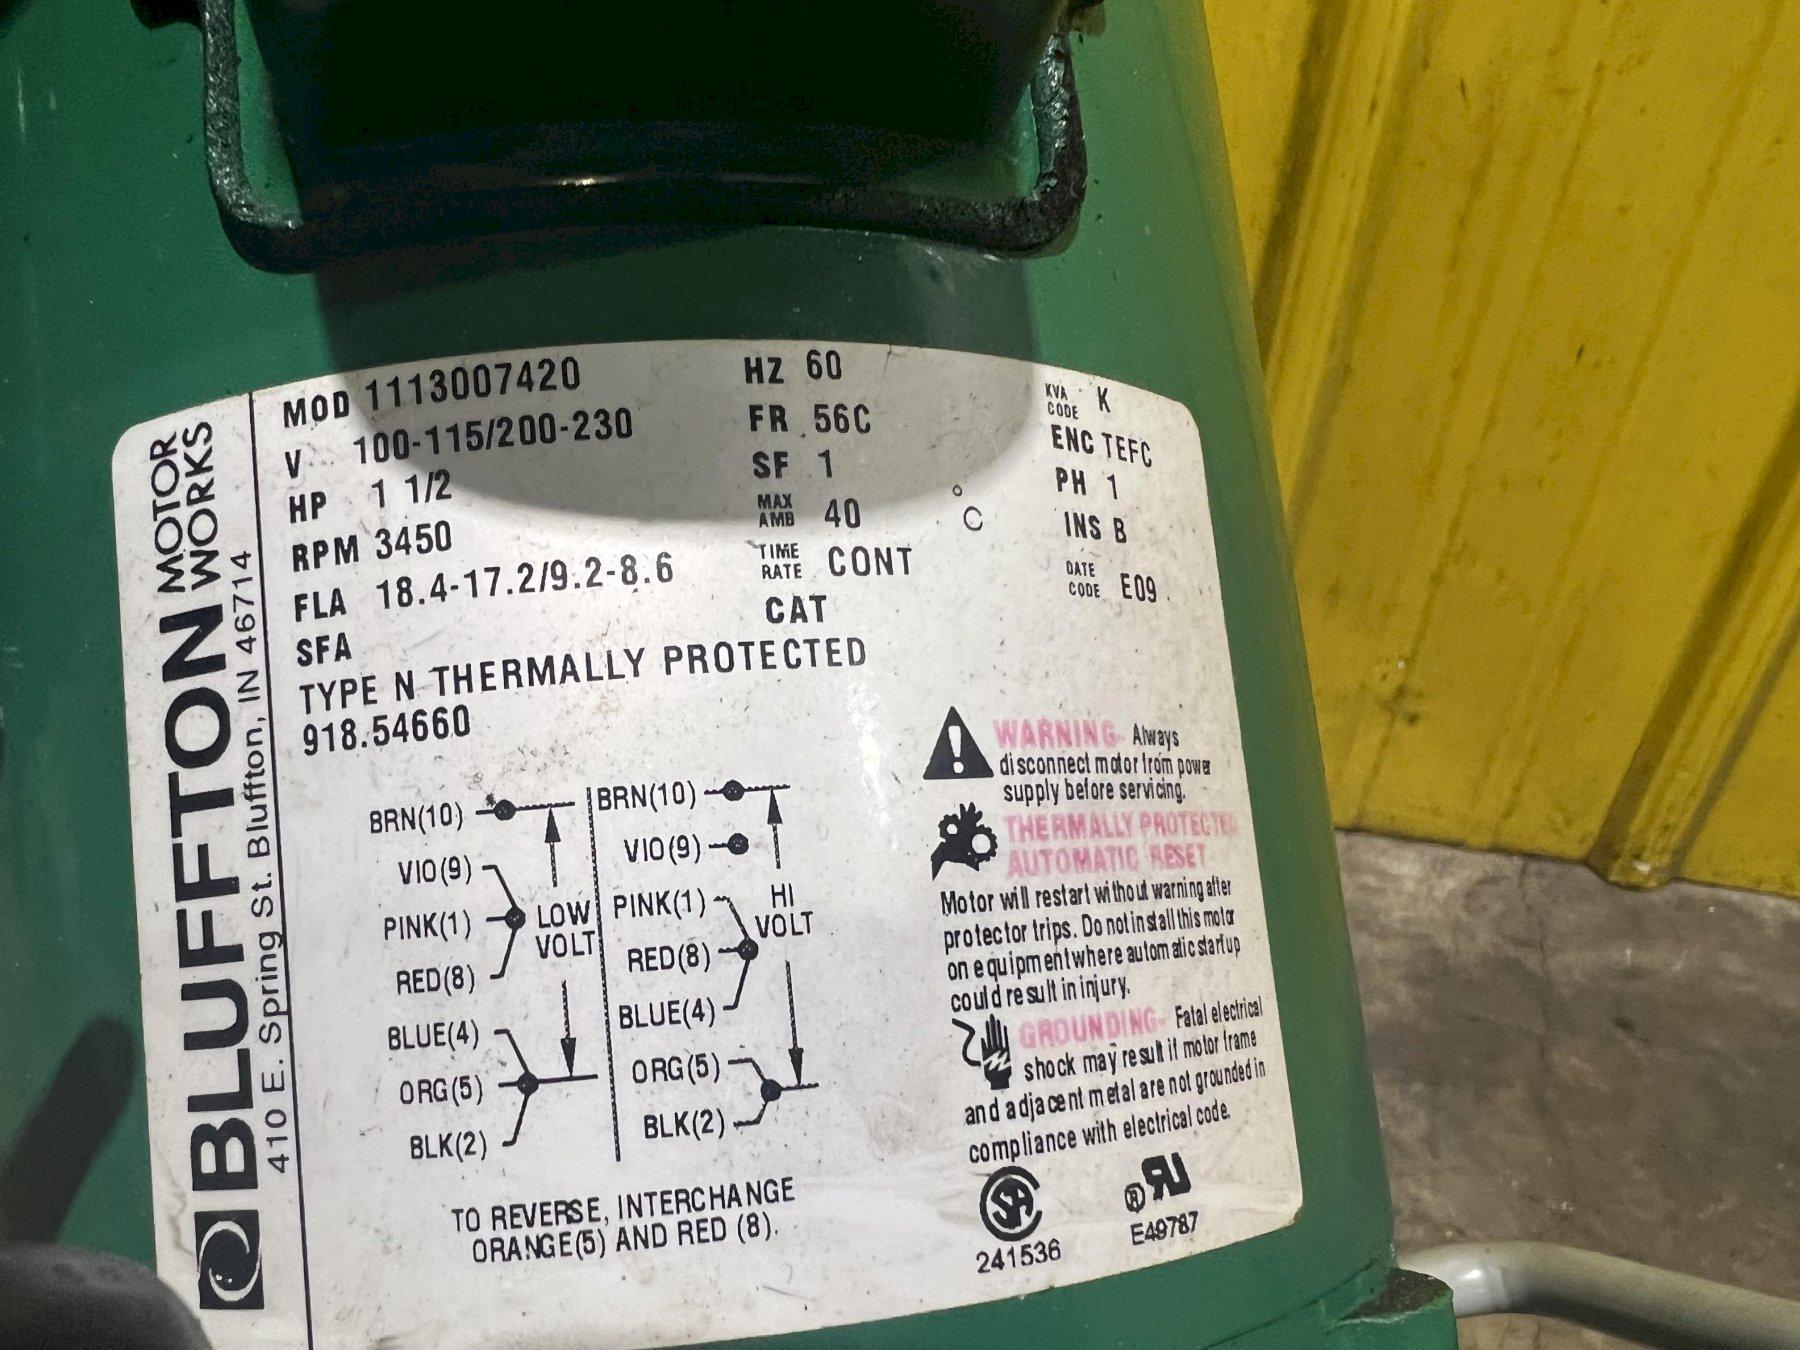 BLUFFTON MOTOR WORKS
410 E. Spring St. Bluffton, IN 46714
MOD 1113007420
V 100-115/200-230
HP 1 1/2
RPM 3450
FLA 18.4-17.2/9.2-8.6
SFA
TYPE N THERMALLY PROTECTED
918.54660
HZ 60
FR 56C
SF 1
MAX AMB 40 °C
TIME RATE CONT
CAT
KVA CODE K
ENC TEFC
PH 1
INS B
DATE CODE E09
BRN(10)
VIO(9)
PINK(1)
RED(8)
BLUE(4)
ORG(5)
BLK(2)
LOW
VOLT
BRN(10)
VIO(9)
PINK(1)
RED(8)
BLUE(4)
ORG(5)
BLK(2)
HI
VOLT
TO REVERSE, INTERCHANGE
ORANGE(5) AND RED (8).
WARNING- Always
disconnect motor from power
supply before servicing.
THERMALLY PROTECTED
AUTOMATIC RESET
Motor will restart without warning after
protector trips. Do not install this motor
on equipment where automatic startup
could result in injury.
GROUNDING- Fatal electrical
shock may result if motor frame
and adjacent metal are not grounded in
compliance with electrical code.
SA
241536
® RU
E49787